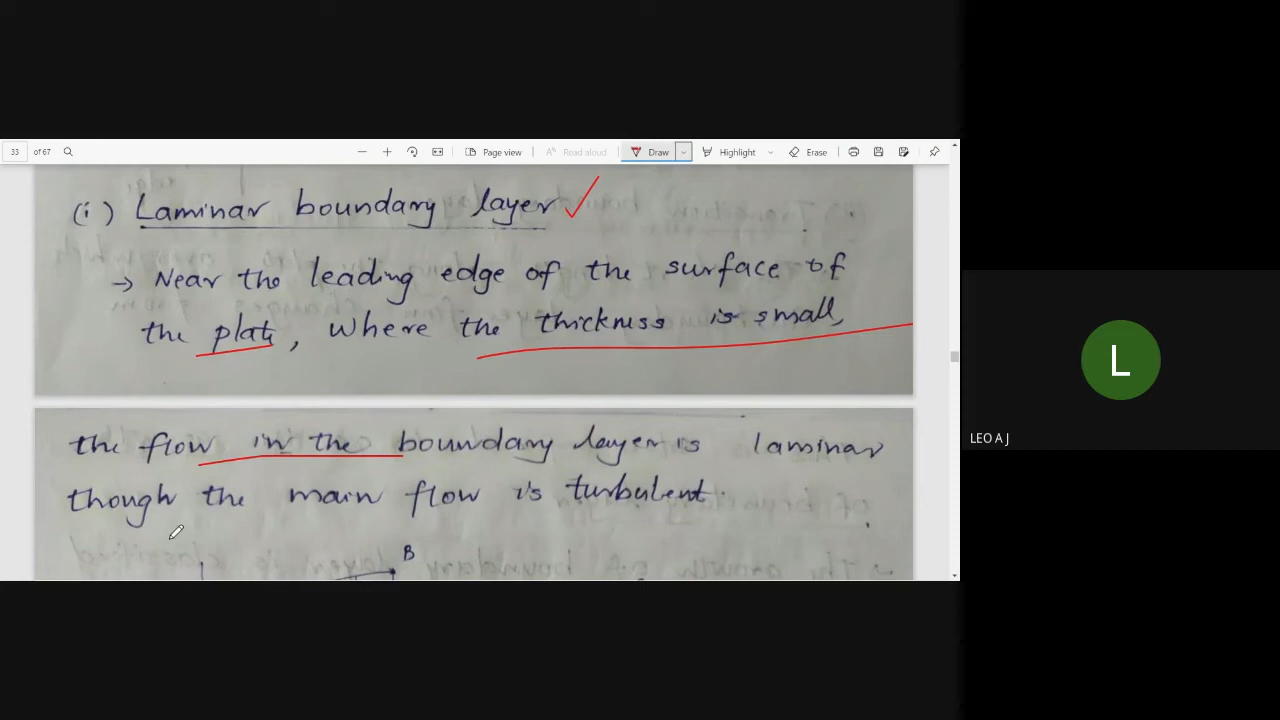 33 of 67 Page view Read aloud Draw Highlight Erase
(i) Laminar boundary layer
→ Near the leading edge of the surface of
the plate, where the thickness is small,
the flow in the boundary layer is laminar
though the main flow is turbulent.
B
L
LEO A J